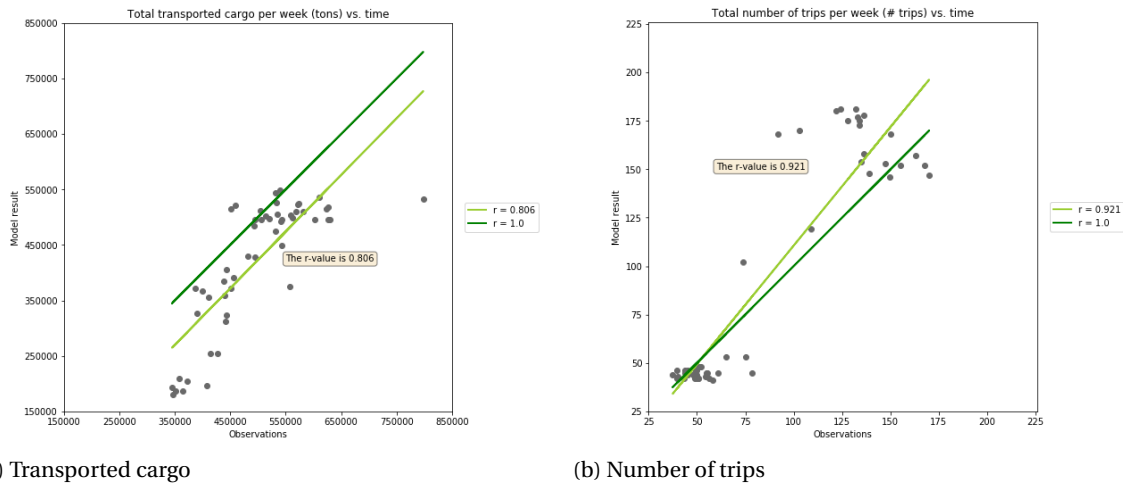 Total transported cargo per week (tons) vs. time
850000
750000
650000
550000
450000
350000
250000
150000
Model result
150000 250000 350000 450000 550000 650000 750000 850000
Observations
The r-value is 0.806
r = 0.806
r = 1.0
) Transported cargo
Total number of trips per week (# trips) vs. time
225
200
175
150
125
100
75
50
25
Model result
25 50 75 100 125 150 175 200 225
Observations
The r-value is 0.921
r = 0.921
r = 1.0
(b) Number of trips